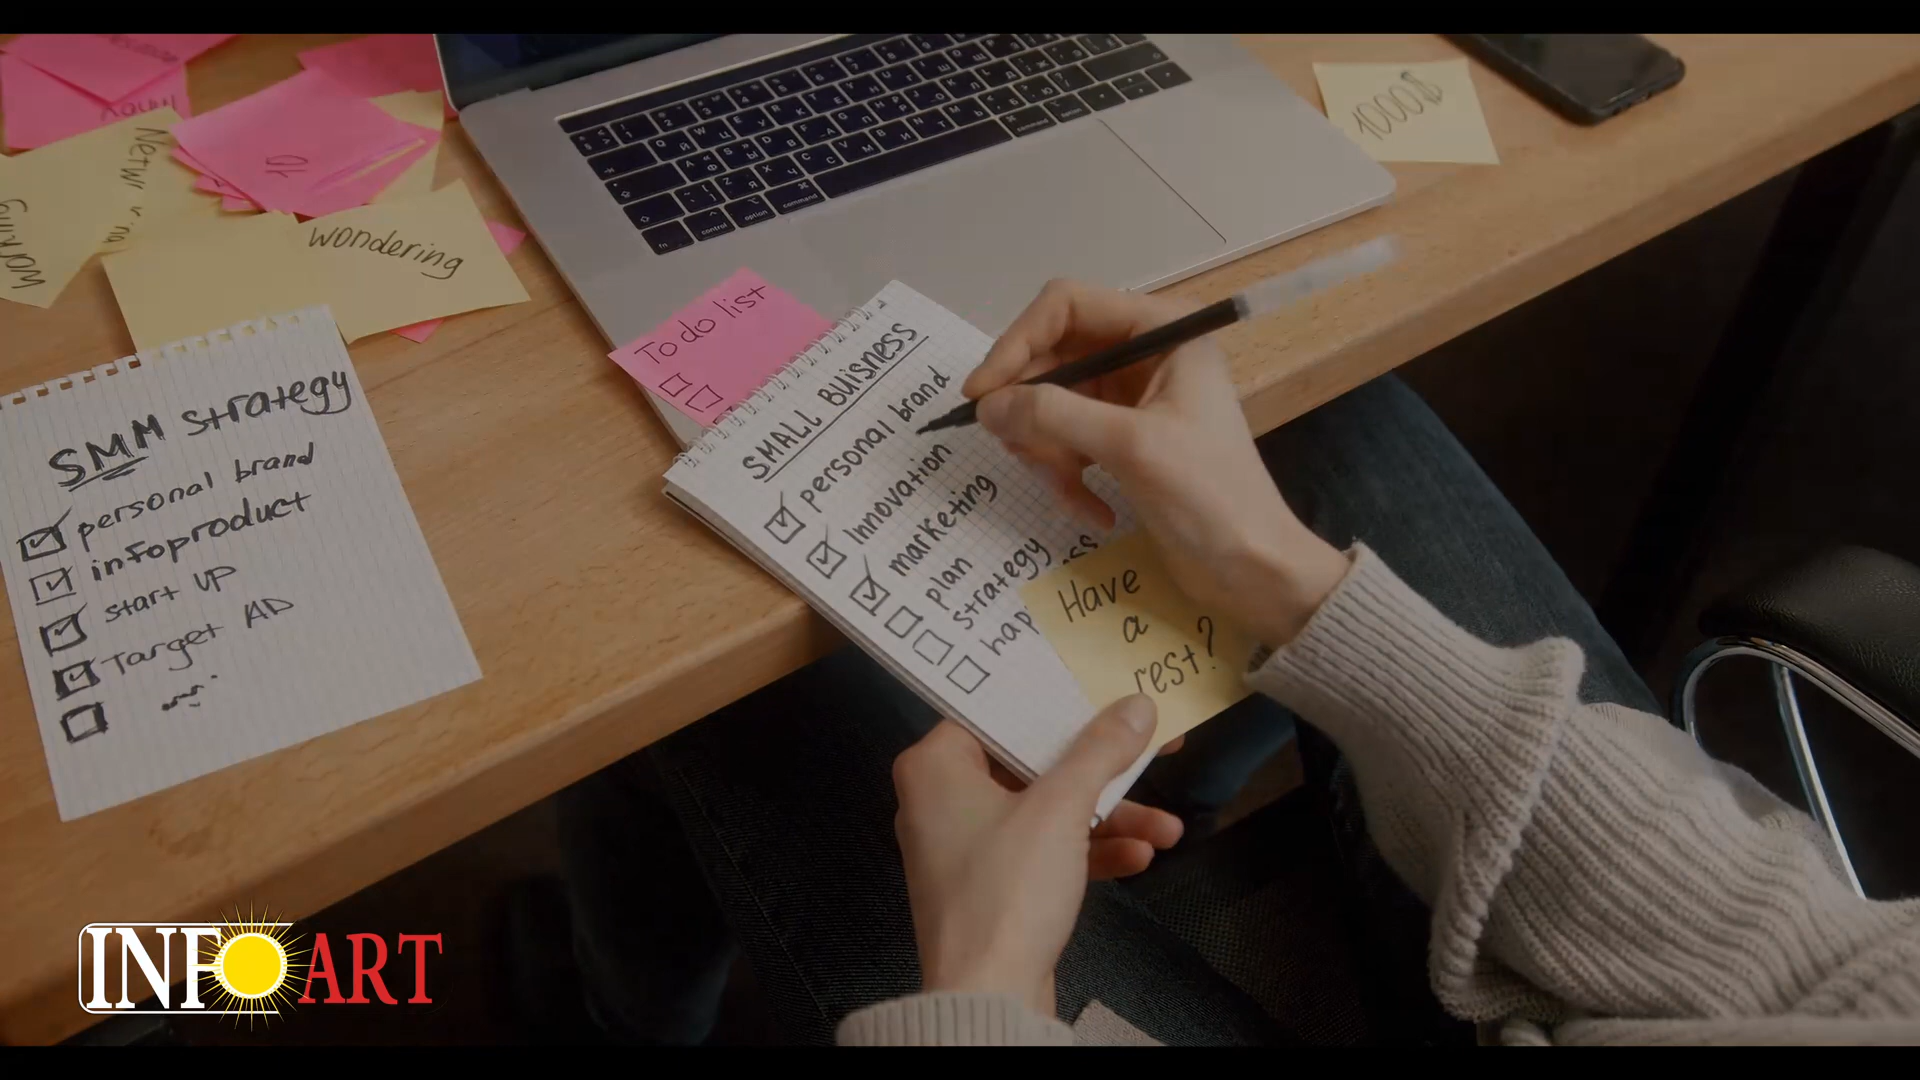 wondering
10000$
SMM strategy
personal brand
infoproduct
start UP
Target AD
To do list
SMALL BUISNESS
personal brand
Innovation
marketing
plan
strategy
Have
a
rest?
INFOART